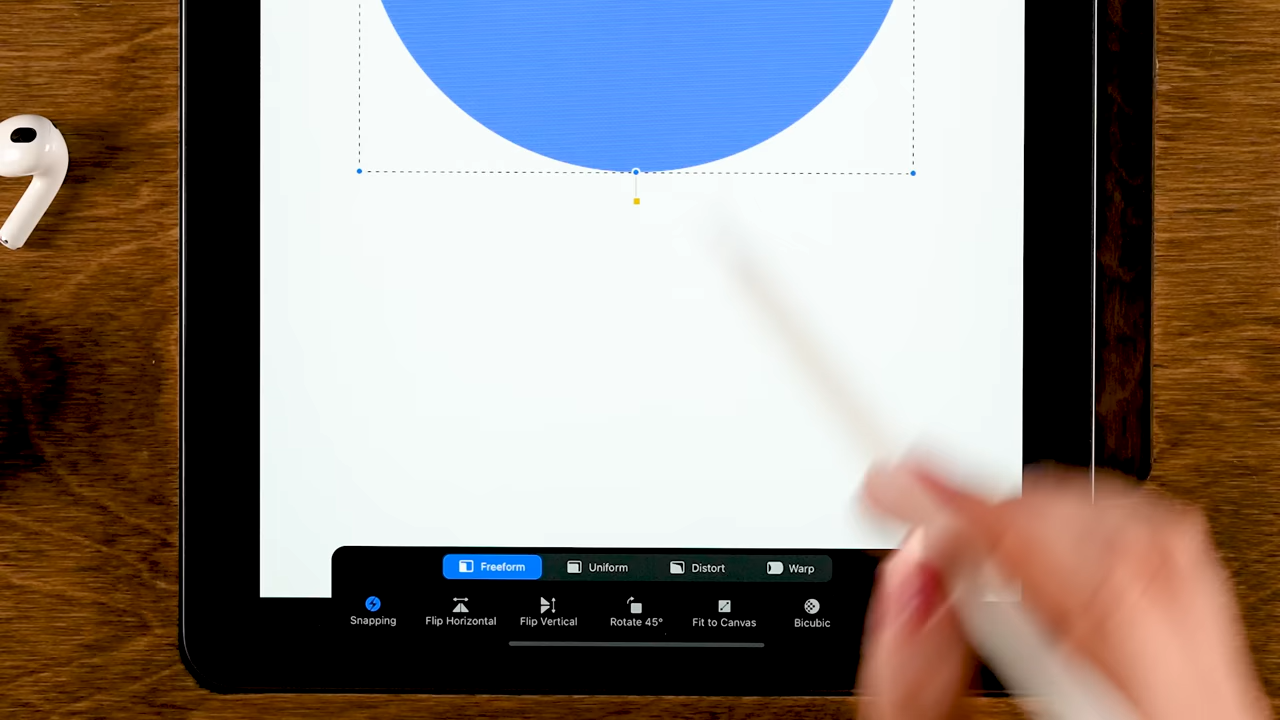 Freeform Uniform Distort Warp
Snapping Flip Horizontal Flip Vertical Rotate 45° Fit to Canvas Bicubic